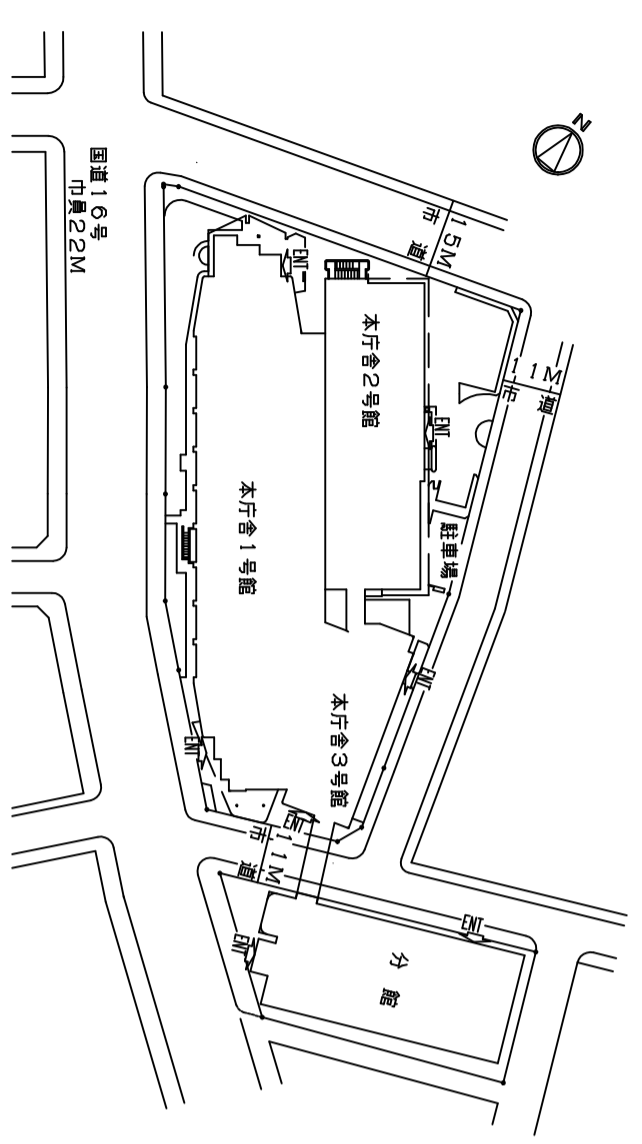 N
国道16号
巾員22M
15M
市道
11M
市道
ENT
本庁舎2号館
ENT
本庁舎1号館
駐車場
ENT
本庁舎3号館
ENT
ENT
11M
市道
ENT
ENT
分館